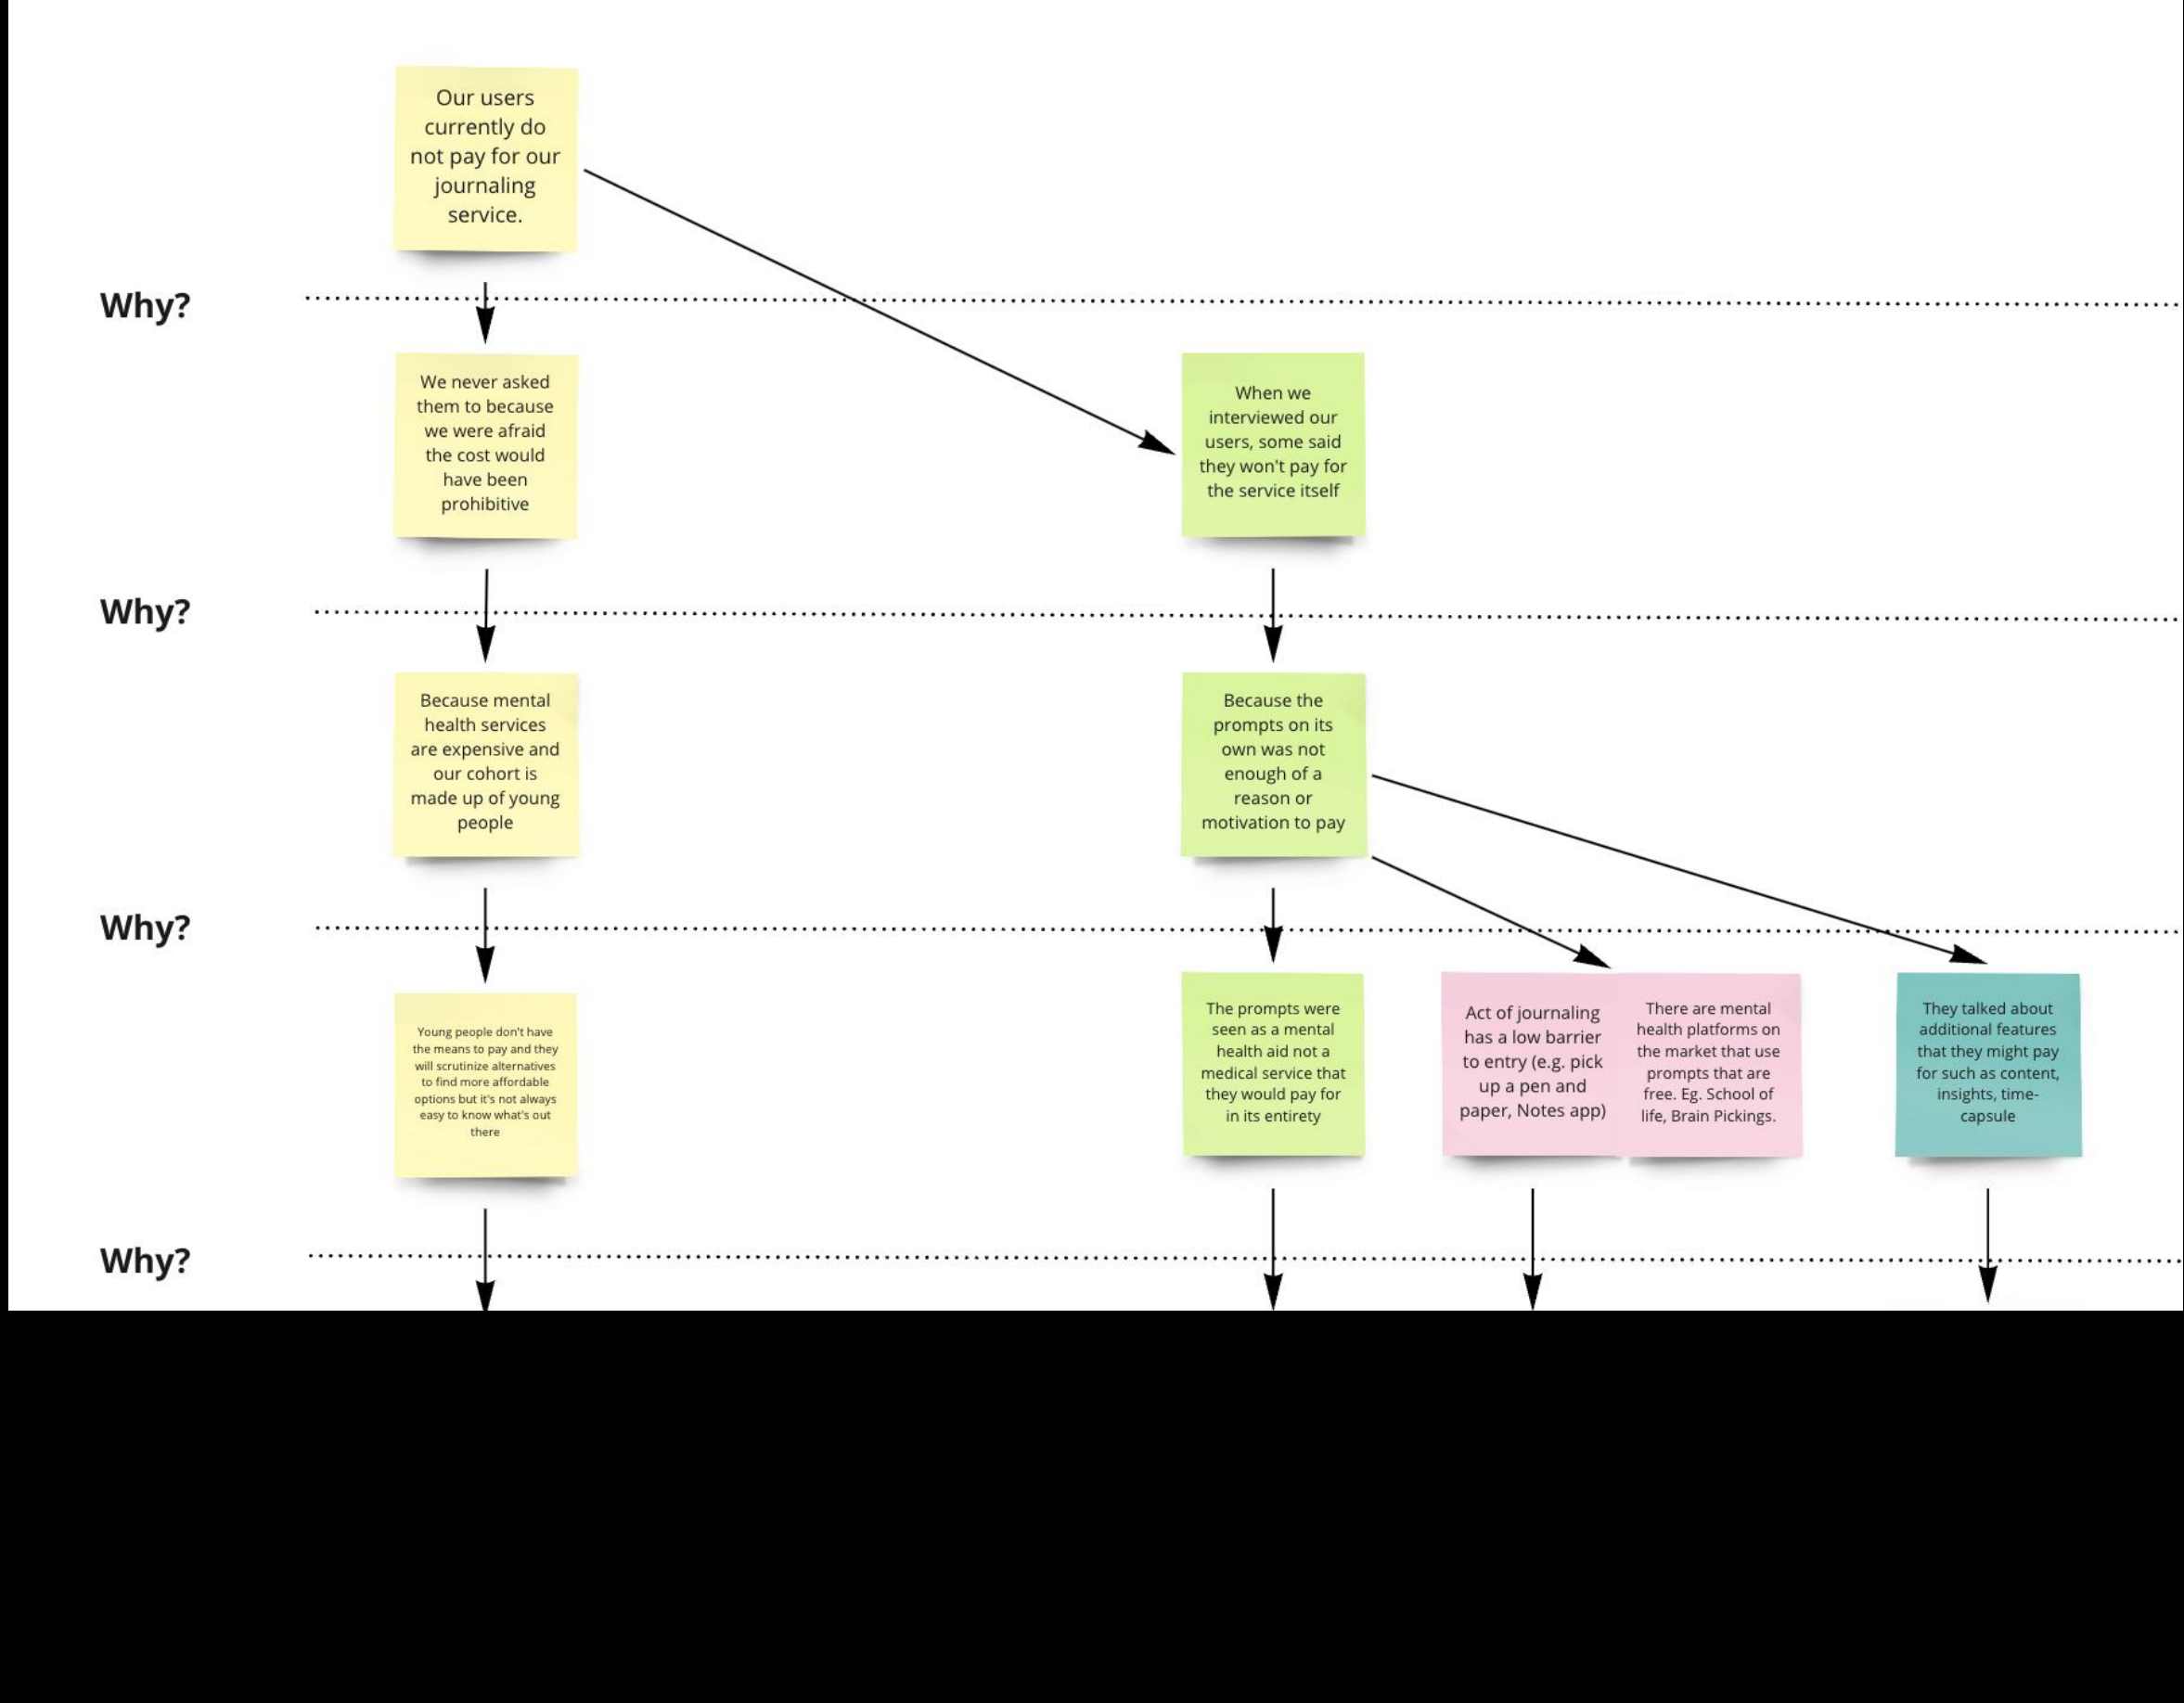 Our users
currently do
not pay for our
journaling
service.
Why?
We never asked
them to because
we were afraid
the cost would
have been
prohibitive
When we
interviewed our
users, some said
they won't pay for
the service itself
Why?
Because mental
health services
are expensive and
our cohort is
made up of young
people
Because the
prompts on its
own was not
enough of a
reason or
motivation to pay
Why?
Young people don't have
the means to pay and they
will scrutinize alternatives
to find more affordable
options but it's not always
easy to know what's out
there
The prompts were
seen as a mental
health aid not a
medical service that
they would pay for
in its entirety
Act of journaling
has a low barrier
to entry (e.g. pick
up a pen and
paper, Notes app)
There are mental
health platforms on
the market that use
prompts that are
free. Eg. School of
life, Brain Pickings.
They talked about
additional features
that they might pay
for such as content,
insights, time-
capsule
Why?